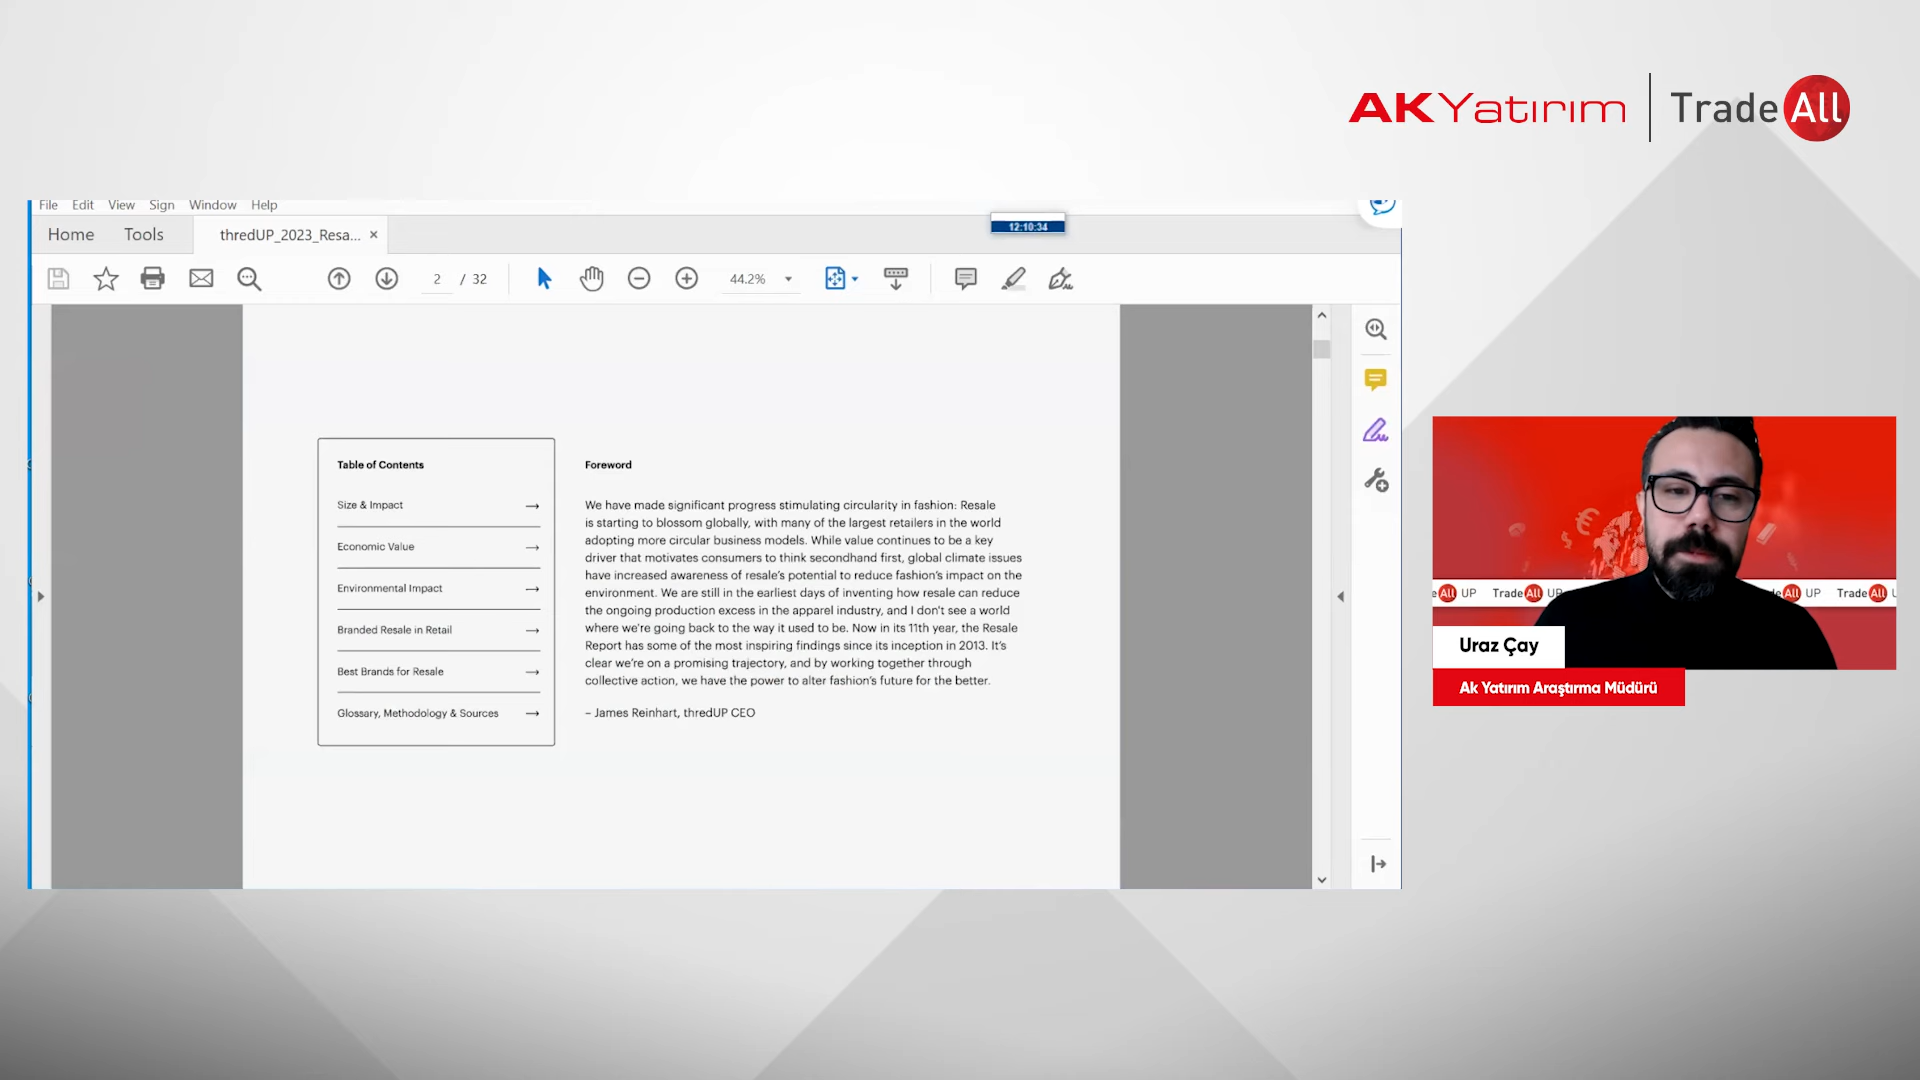 AKYatırım
TradeAll
File Edit View Sign Window Help
Home Tools thredUP_2023_Resa... ×
12:10:34
2 / 32
44.2%
Table of Contents
Size & Impact →
Economic Value →
Environmental Impact →
Branded Resale in Retail →
Best Brands for Resale →
Glossary, Methodology & Sources →
Foreword
We have made significant progress stimulating circularity in fashion: Resale
is starting to blossom globally, with many of the largest retailers in the world
adopting more circular business models. While value continues to be a key
driver that motivates consumers to think secondhand first, global climate issues
have increased awareness of resale's potential to reduce fashion's impact on the
environment. We are still in the earliest days of inventing how resale can reduce
the ongoing production excess in the apparel industry, and I don't see a world
where we're going back to the way it used to be. Now in its 11th year, the Resale
Report has some of the most inspiring findings since its inception in 2013. It's
clear we're on a promising trajectory, and by working together through
collective action, we have the power to alter fashion's future for the better.
– James Reinhart, thredUP CEO
eAll UP TradeAll UP deAll UP TradeAll U
Uraz Çay
Ak Yatırım Araştırma Müdürü